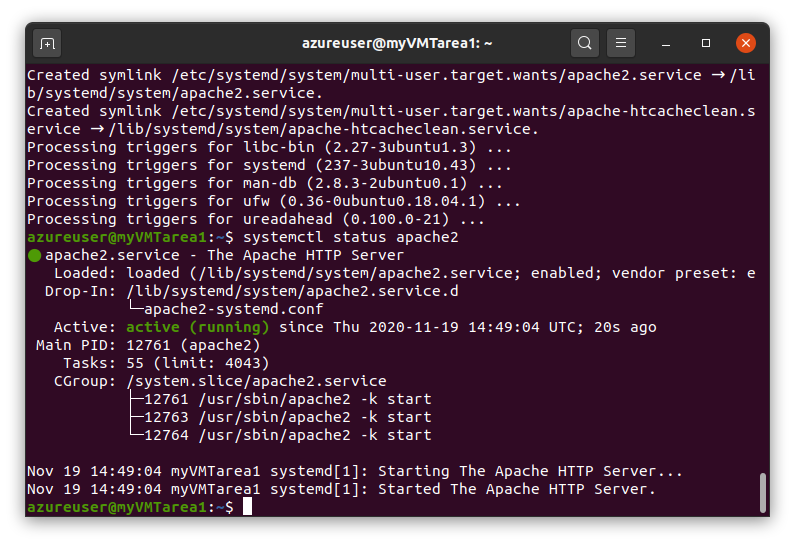 azureuser@myVMTarea1: ~
Created symlink /etc/systemd/system/multi-user.target.wants/apache2.service → /li
b/systemd/system/apache2.service.
Created symlink /etc/systemd/system/multi-user.target.wants/apache-htcacheclean.s
ervice → /lib/systemd/system/apache-htcacheclean.service.
Processing triggers for libc-bin (2.27-3ubuntu1.3) ...
Processing triggers for systemd (237-3ubuntu10.43) ...
Processing triggers for man-db (2.8.3-2ubuntu0.1) ...
Processing triggers for ufw (0.36-0ubuntu0.18.04.1) ...
Processing triggers for ureadahead (0.100.0-21) ...
azureuser@myVMTarea1:~$ systemctl status apache2
● apache2.service - The Apache HTTP Server
   Loaded: loaded (/lib/systemd/system/apache2.service; enabled; vendor preset: e
  Drop-In: /lib/systemd/system/apache2.service.d
           └─apache2-systemd.conf
   Active: active (running) since Thu 2020-11-19 14:49:04 UTC; 20s ago
 Main PID: 12761 (apache2)
    Tasks: 55 (limit: 4043)
   CGroup: /system.slice/apache2.service
           ├─12761 /usr/sbin/apache2 -k start
           ├─12763 /usr/sbin/apache2 -k start
           └─12764 /usr/sbin/apache2 -k start
Nov 19 14:49:04 myVMTarea1 systemd[1]: Starting The Apache HTTP Server...
Nov 19 14:49:04 myVMTarea1 systemd[1]: Started The Apache HTTP Server.
azureuser@myVMTarea1:~$